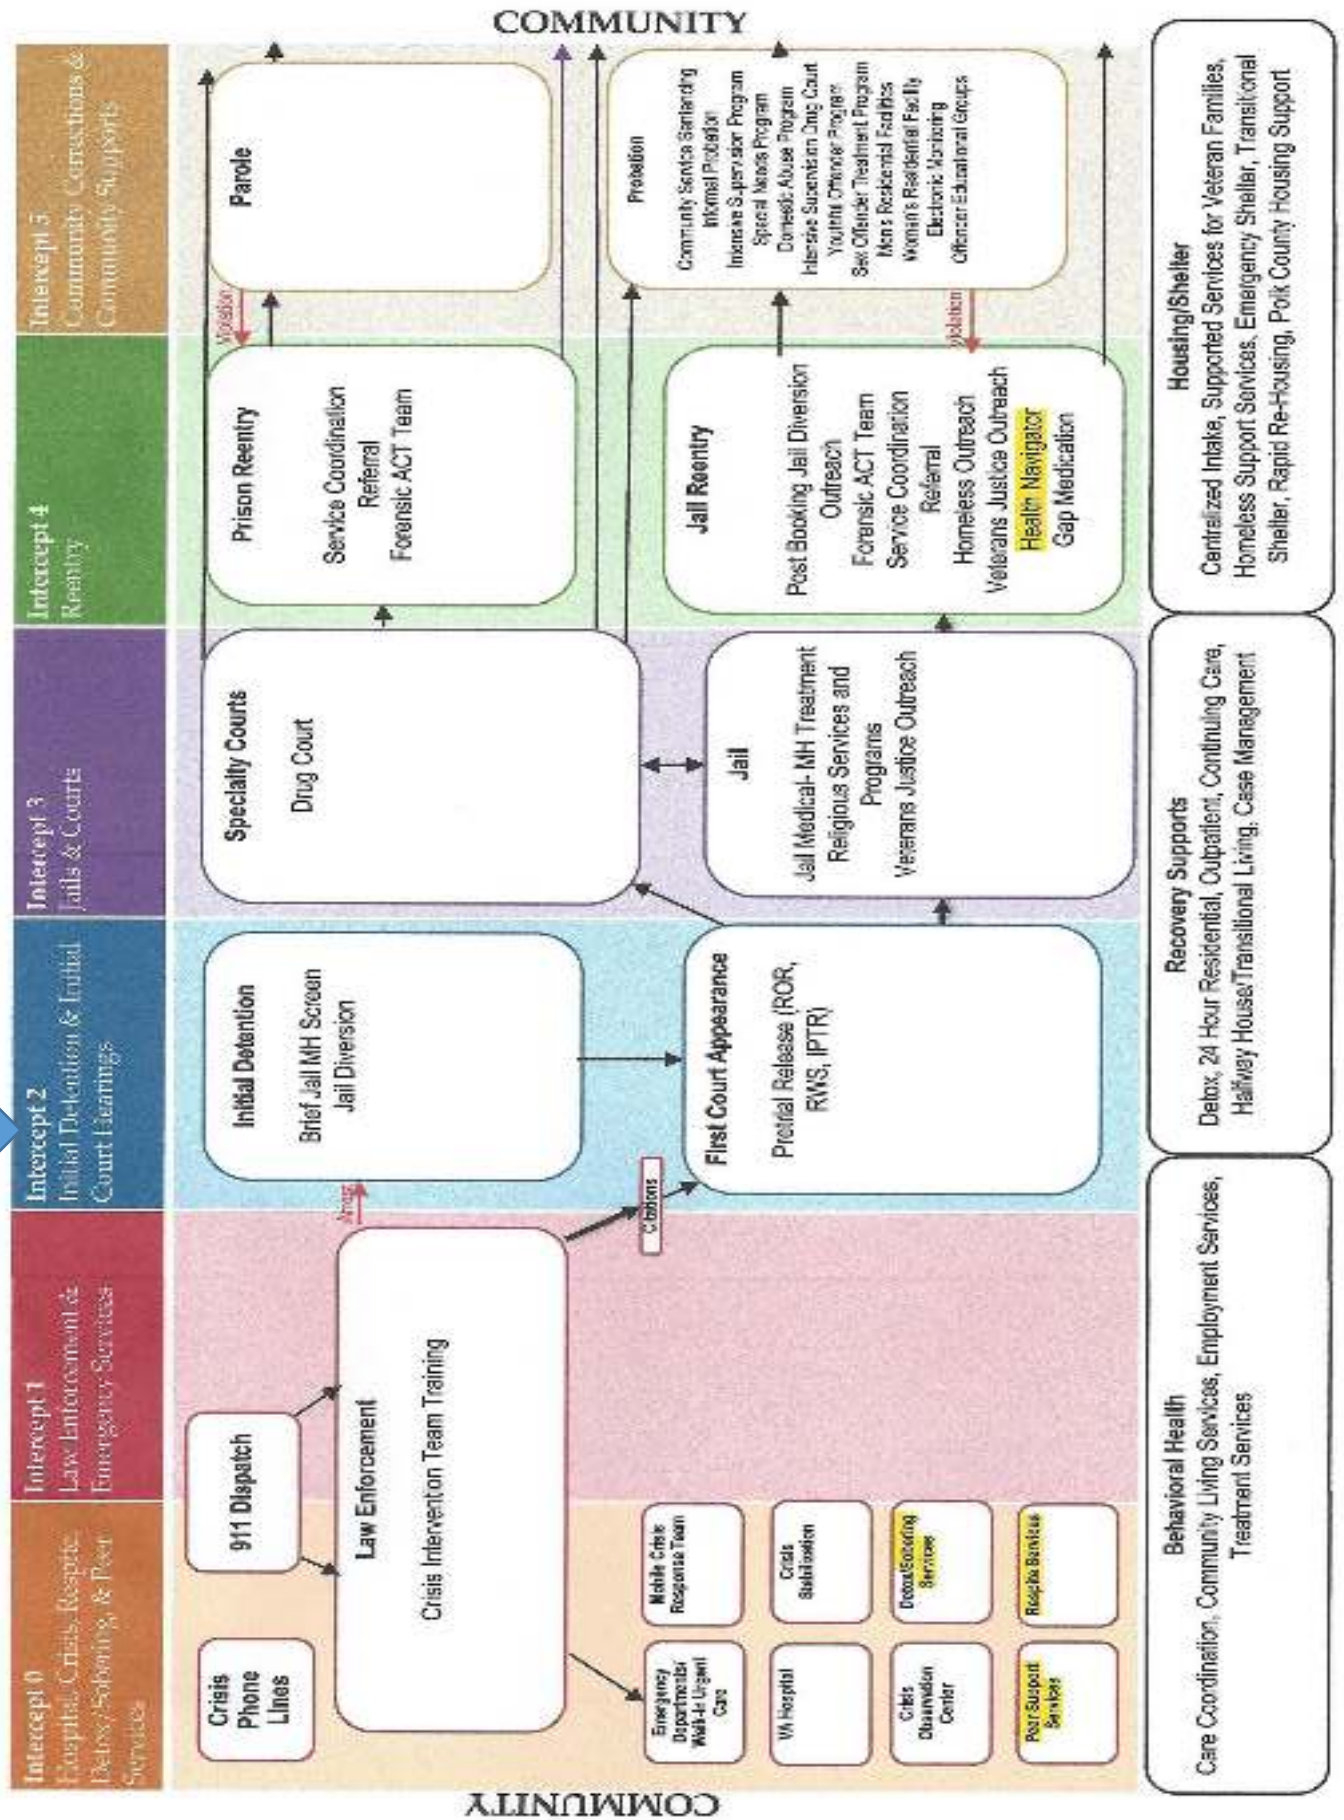 COMMUNITY
Intercept 0
Hospital, Crisis, Respite,
Detox/Sobering, & Peer
Services
Intercept 1
Law Enforcement &
Emergency Services
Intercept 2
Initial Detention & Initial
Court Hearings
Intercept 3
Jails & Courts
Intercept 4
Reentry
Intercept 5
Community Corrections &
Community Supports
Crisis
Phone
Lines
911 Dispatch
Law Enforcement
Crisis Intervention Team Training
Emergency
Departments/
Walk-in Urgent
Care
Mobile Crisis
Response Team
VA Hospital
Crisis
Stabilization
Crisis
Observation
Center
Detox/Sobering
Services
Peer Support
Services
Respite Services
Arrest
Citations
Initial Detention
Brief Jail MH Screen
Jail Diversion
First Court Appearance
Pretrial Release (ROR,
RWS, IPTR)
Specialty Courts
Drug Court
Jail
Jail Medical- MH Treatment
Religious Services and
Programs
Veterans Justice Outreach
Prison Reentry
Service Coordination
Referral
Forensic ACT Team
Jail Reentry
Post Booking Jail Diversion
Outreach
Forensic ACT Team
Service Coordination
Referral
Homeless Outreach
Veterans Justice Outreach
Health Navigator
Gap Medication
Violation
Parole
Violation
Probation
Community Service Sentencing
Informal Probation
Intensive Supervision Program
Special Needs Program
Domestic Abuse Program
Intensive Supervision Drug Court
Youthful Offender Program
Sex Offender Treatment Program
Men's Residential Facilities
Woman's Residential Facility
Electronic Monitoring
Offender Educational Groups
COMMUNITY
Behavioral Health
Care Coordination, Community Living Services, Employment Services,
Treatment Services
Recovery Supports
Detox, 24 Hour Residential, Outpatient, Continuing Care,
Halfway House/Transitional Living, Case Management
Housing/Shelter
Centralized Intake, Supported Services for Veteran Families,
Homeless Support Services, Emergency Shelter, Transitional
Shelter, Rapid Re-Housing, Polk County Housing Support